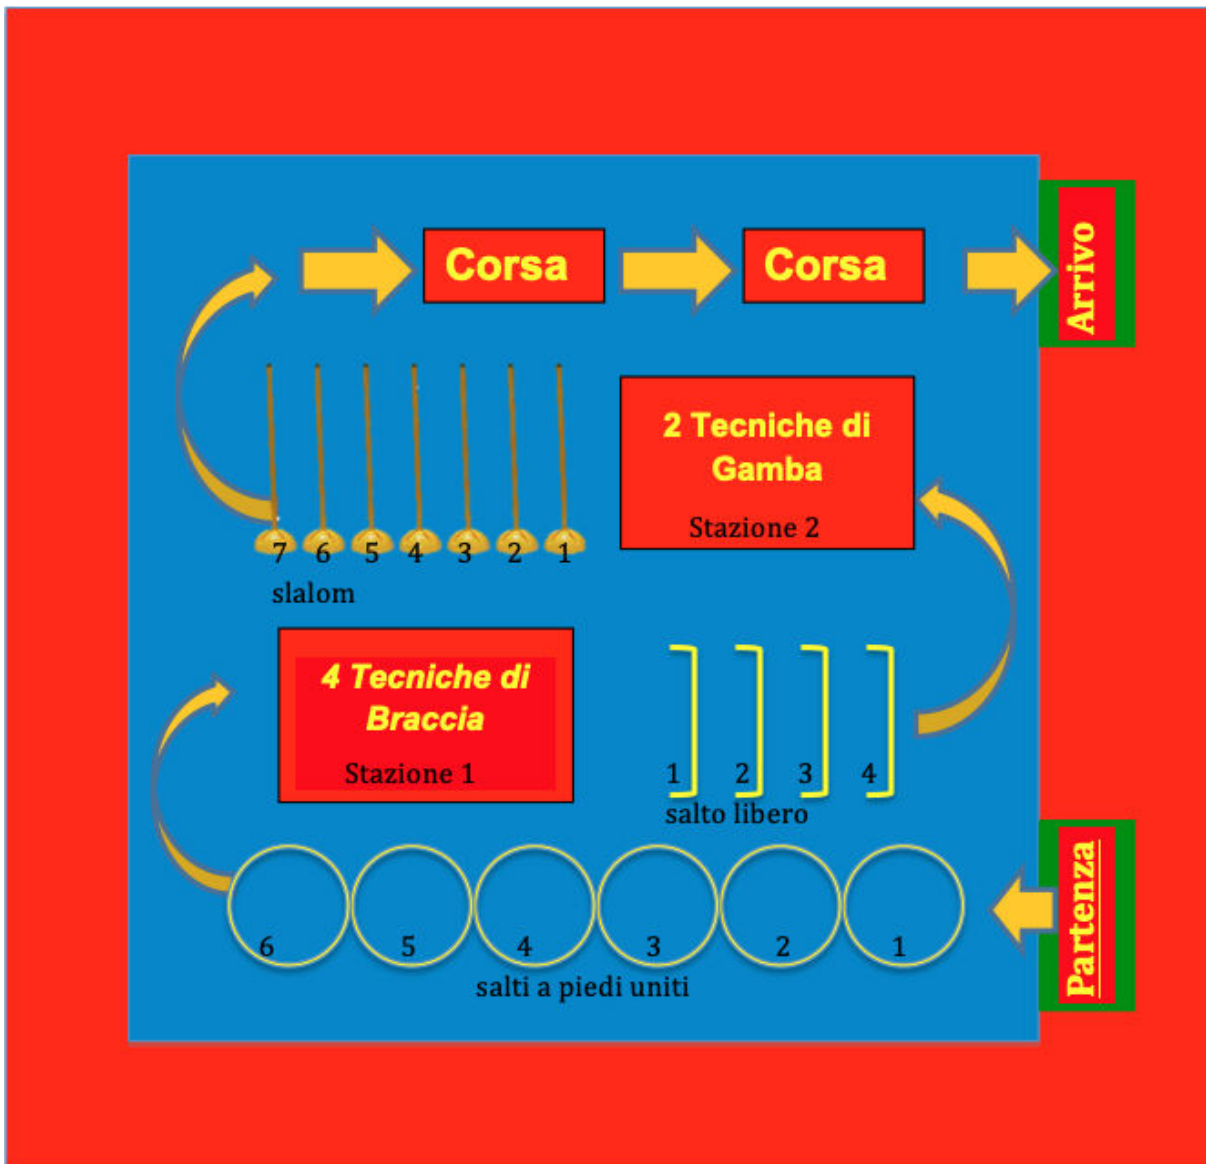 Corsa
Corsa
Arrivo
2 Tecniche di
Gamba
Stazione 2
7 6 5 4 3 2 1
slalom
4 Tecniche di
Braccia
Stazione 1
1 2 3 4
salto libero
6 5 4 3 2 1
salti a piedi uniti
Partenza